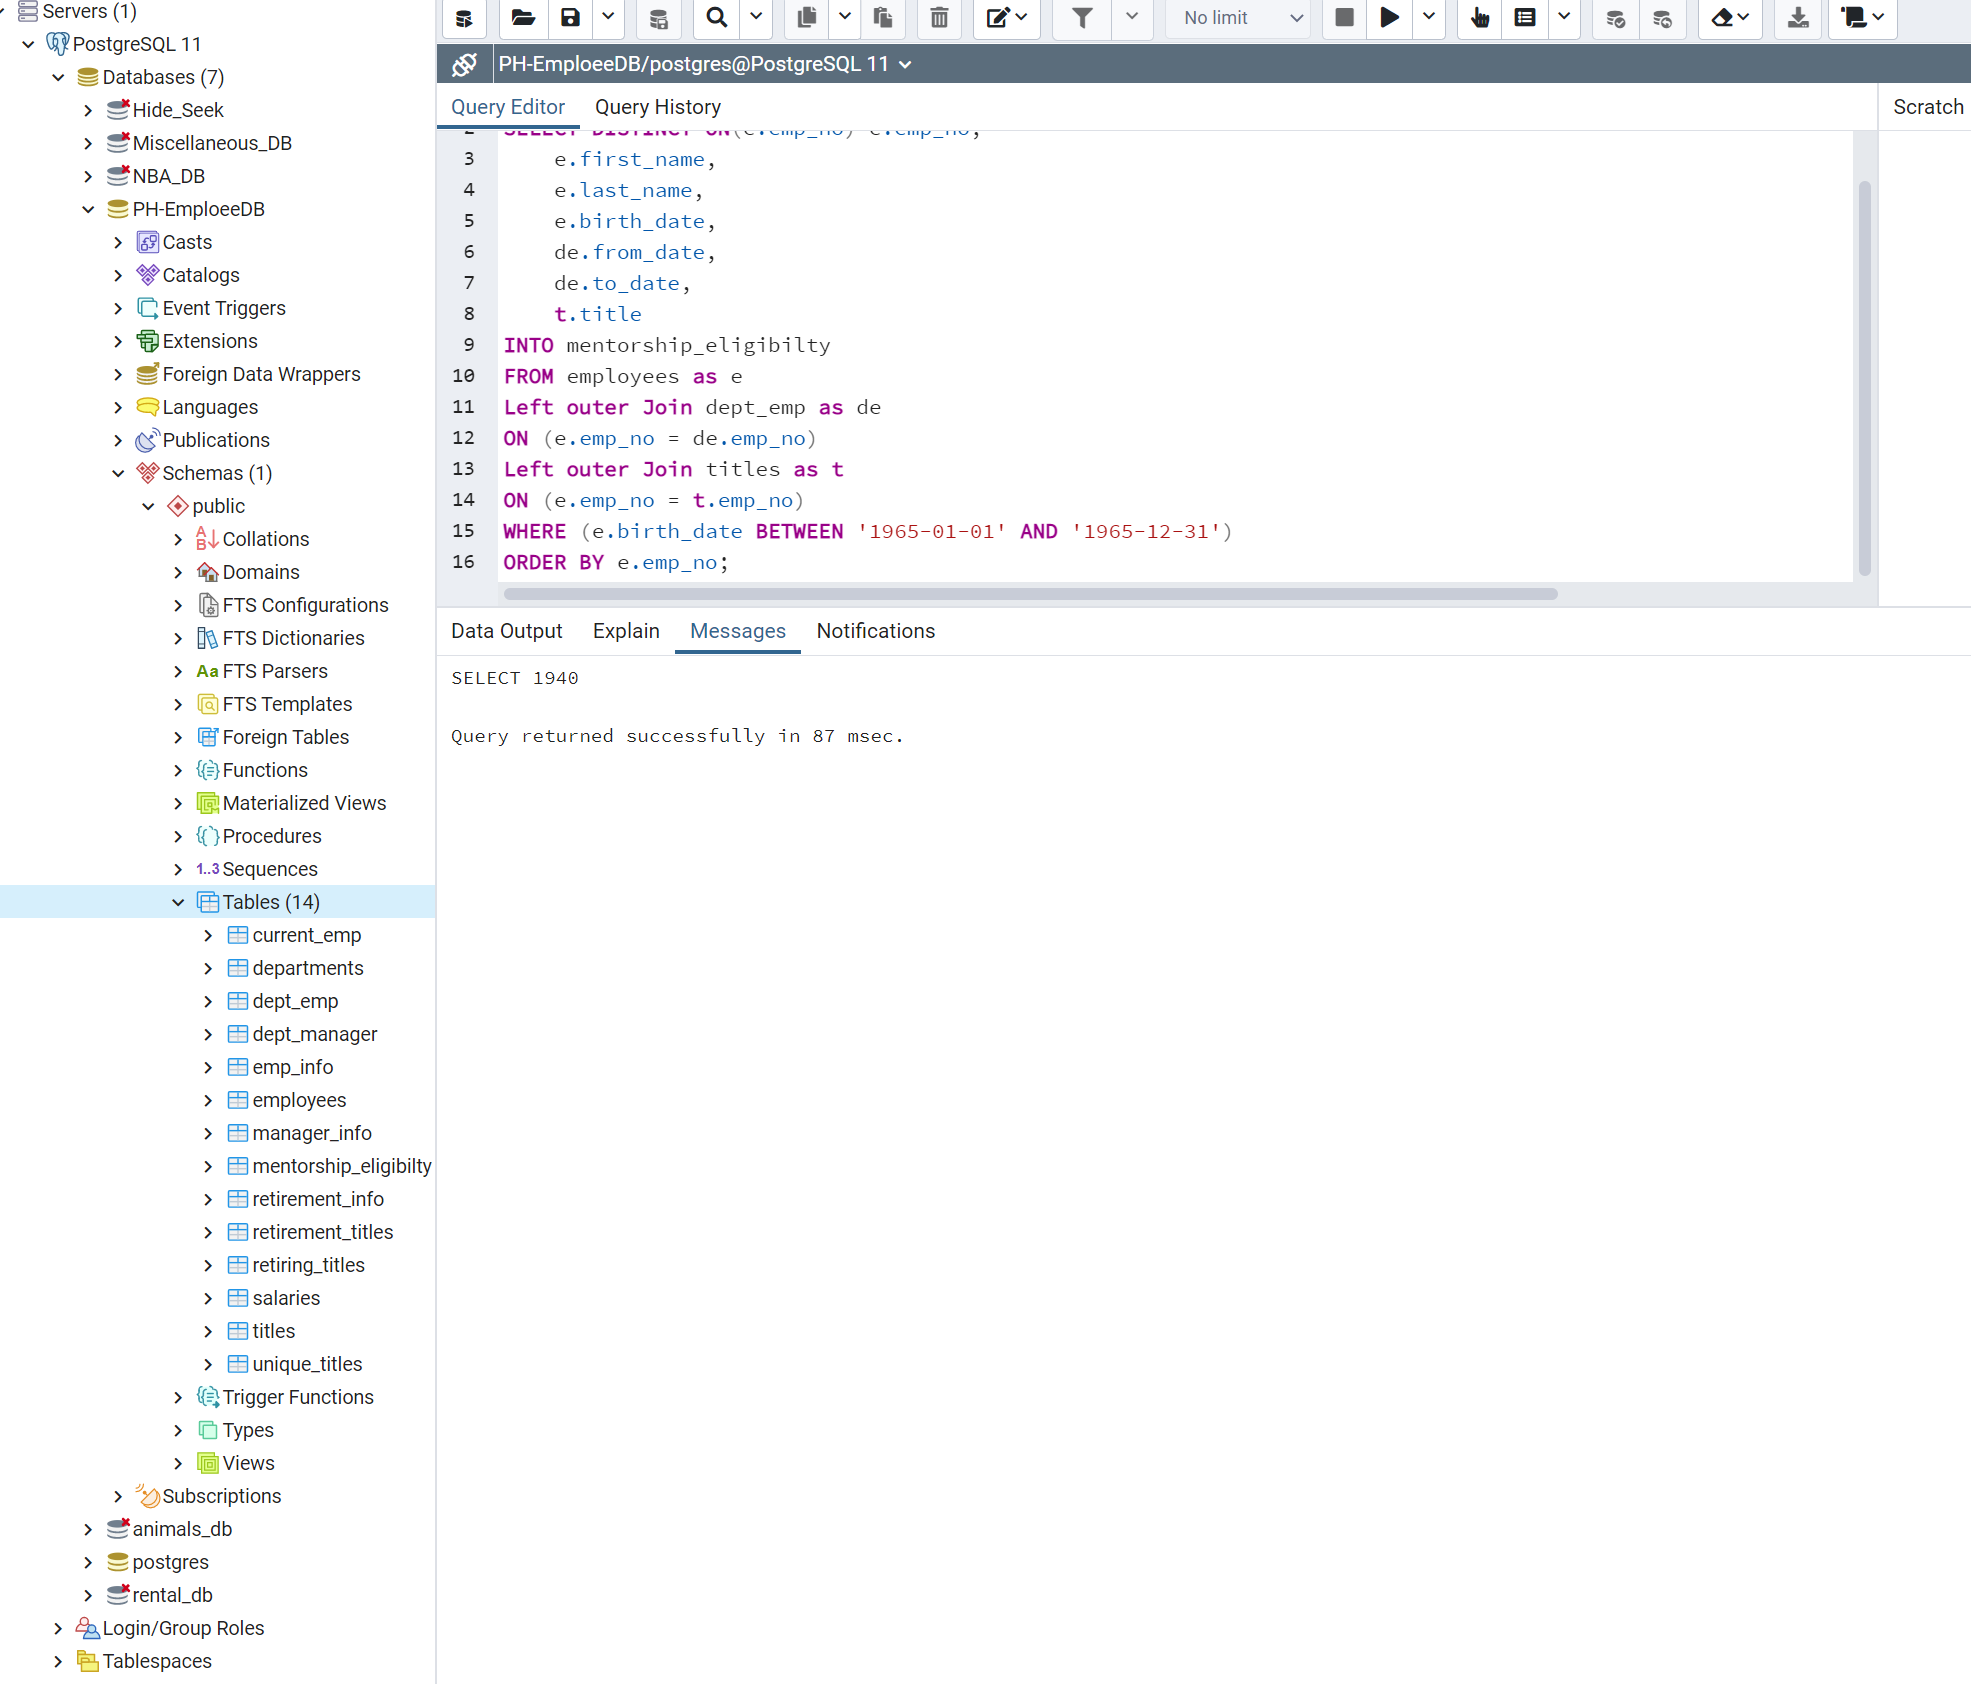 Servers (1)
PostgreSQL 11
Databases (7)
Hide_Seek
Miscellaneous_DB
NBA_DB
PH-EmploeeDB
Casts
Catalogs
Event Triggers
Extensions
Foreign Data Wrappers
Languages
Publications
Schemas (1)
public
Collations
Domains
FTS Configurations
FTS Dictionaries
Aa FTS Parsers
FTS Templates
Foreign Tables
Functions
Materialized Views
Procedures
1..3 Sequences
Tables (14)
current_emp
departments
dept_emp
dept_manager
emp_info
employees
manager_info
mentorship_eligibilty
retirement_info
retirement_titles
retiring_titles
salaries
titles
unique_titles
Trigger Functions
Types
Views
Subscriptions
animals_db
postgres
rental_db
Login/Group Roles
Tablespaces
No limit
PH-EmploeeDB/postgres@PostgreSQL 11
Query Editor Query History
Scratch
2 SELECT DISTINCT ON(e.emp_no) e.emp_no,
3 e.first_name,
4 e.last_name,
5 e.birth_date,
6 de.from_date,
7 de.to_date,
8 t.title
9 INTO mentorship_eligibilty
10 FROM employees as e
11 Left outer Join dept_emp as de
12 ON (e.emp_no = de.emp_no)
13 Left outer Join titles as t
14 ON (e.emp_no = t.emp_no)
15 WHERE (e.birth_date BETWEEN '1965-01-01' AND '1965-12-31')
16 ORDER BY e.emp_no;
Data Output Explain Messages Notifications
SELECT 1940
Query returned successfully in 87 msec.